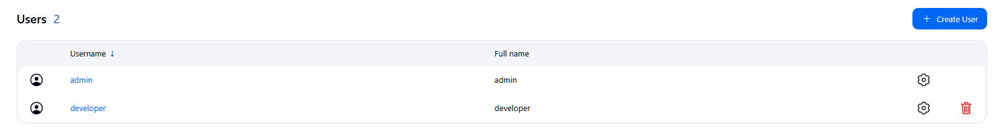 Users 2
+ Create User
Username ↓ Full name
admin admin
developer developer